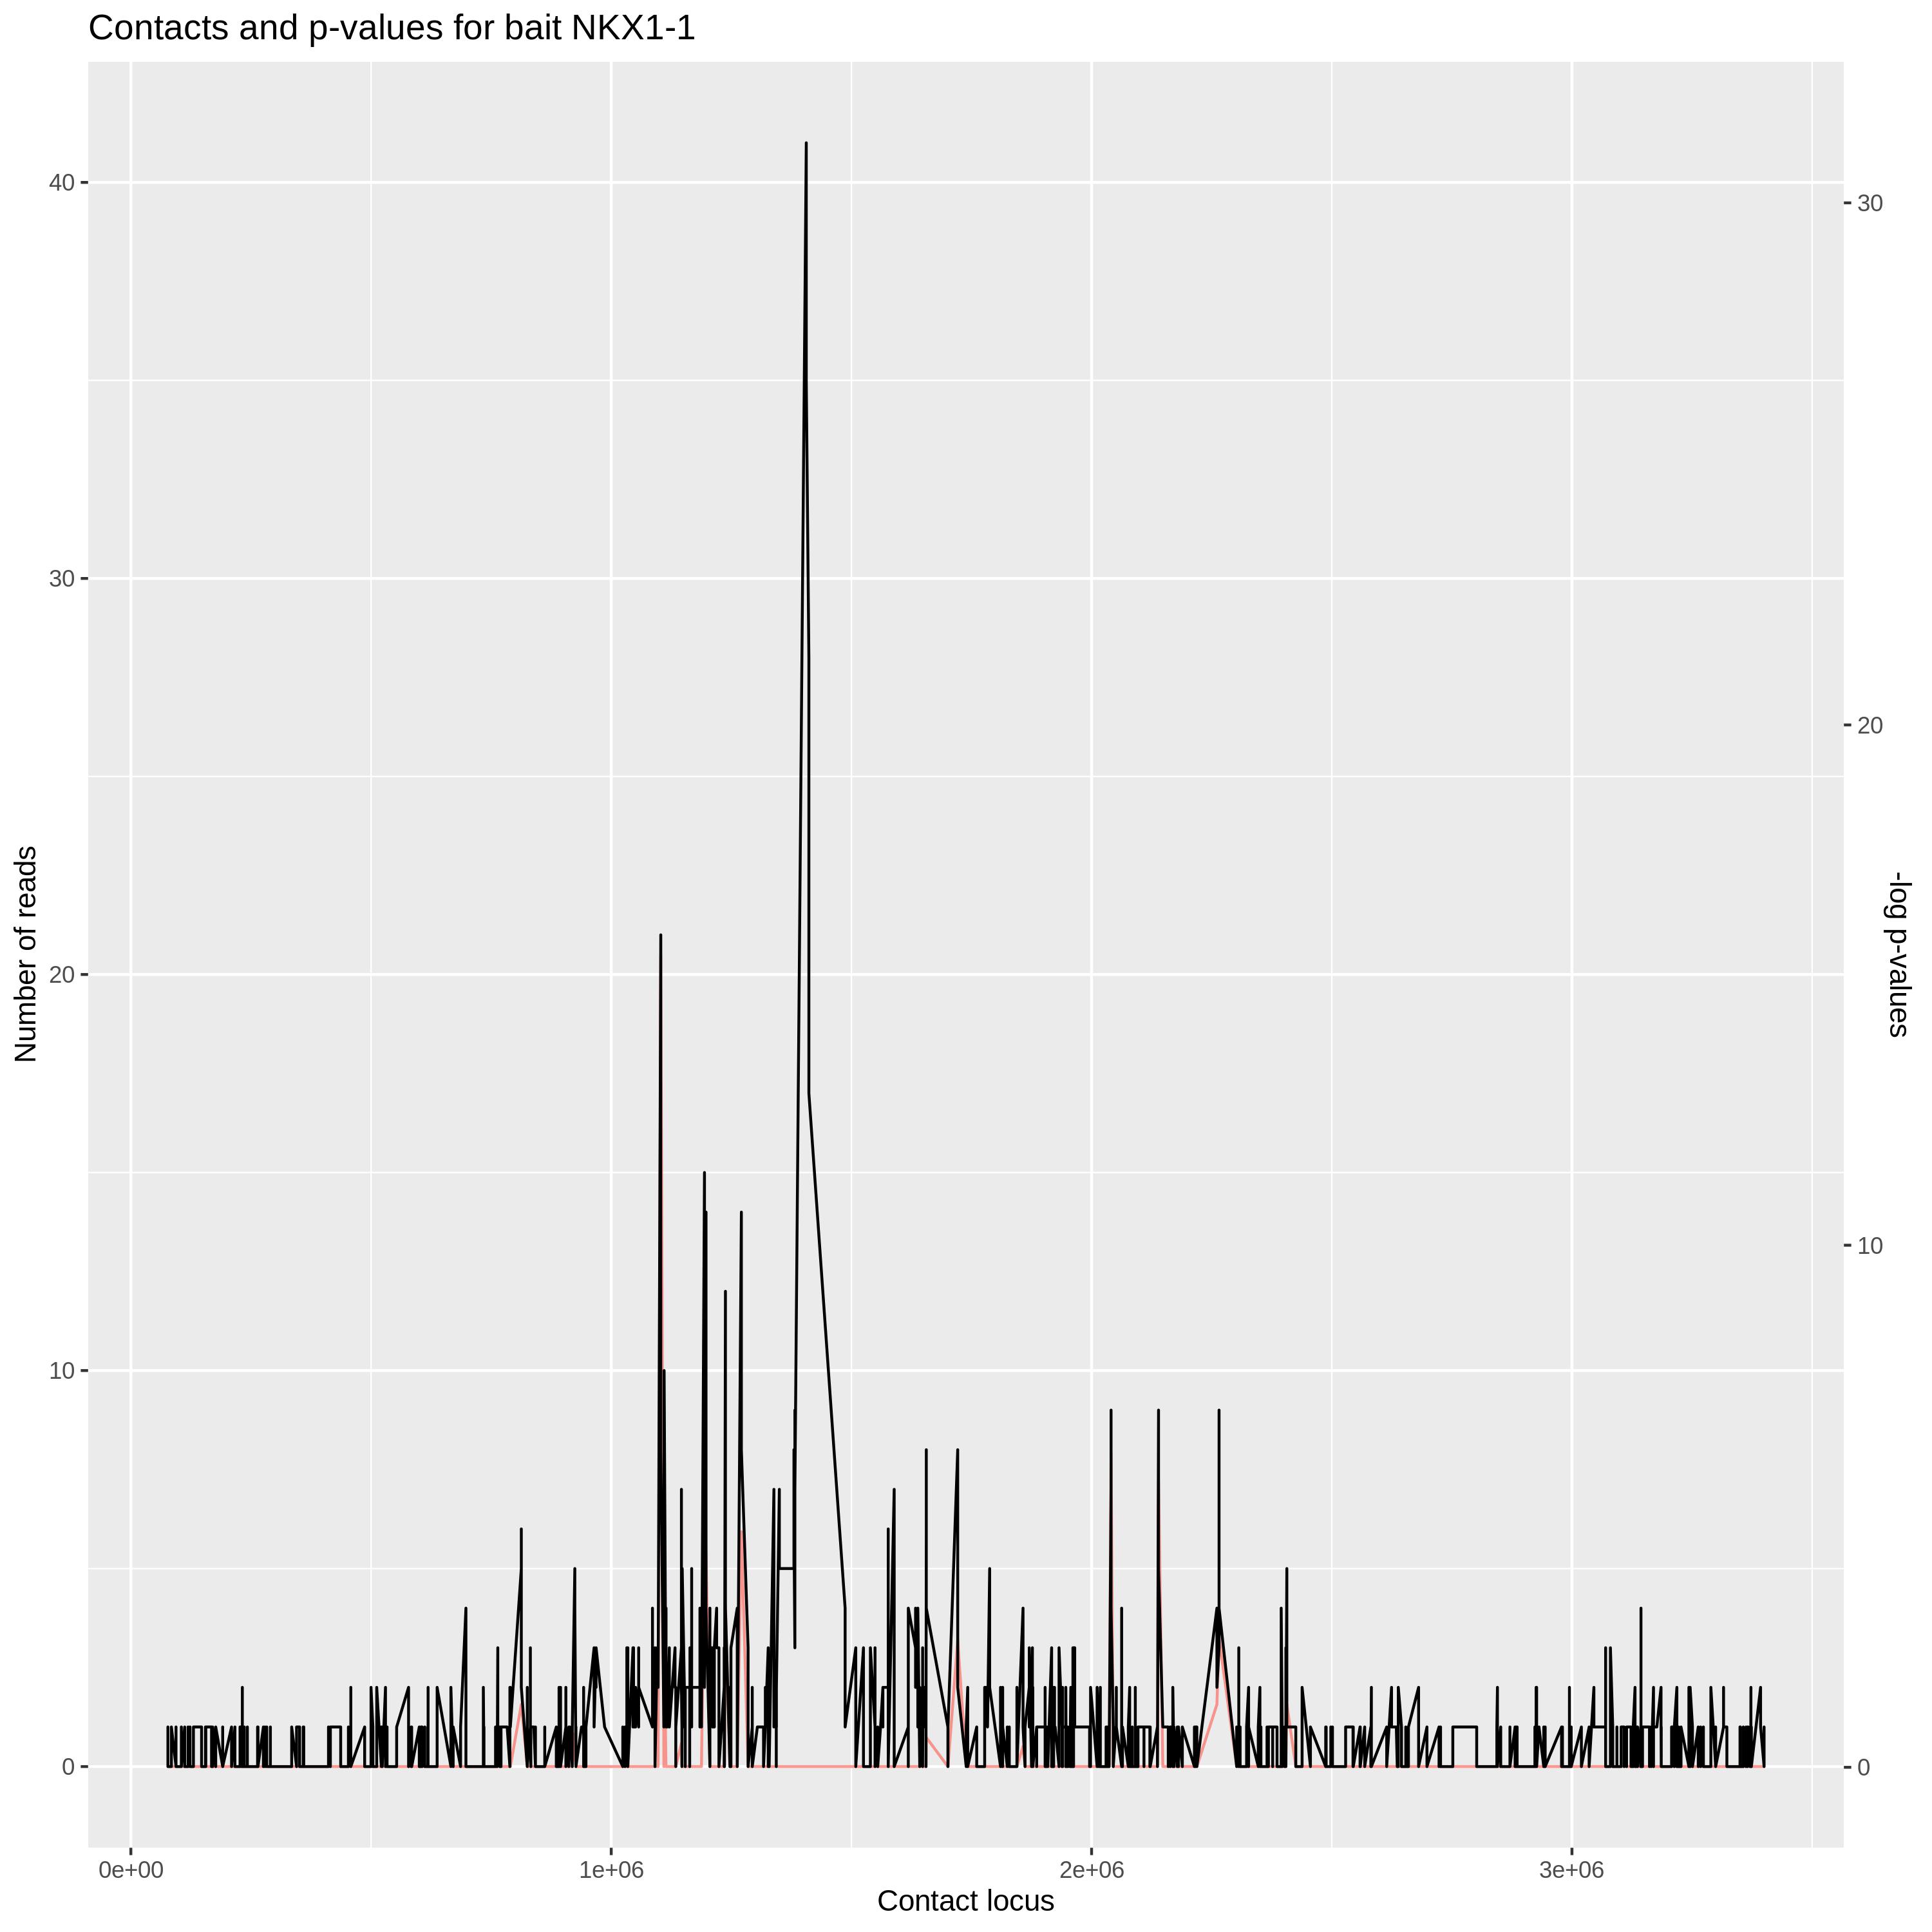 Contacts and p-values for bait NKX1-1
40
30
20
10
0
30
20
10
0
Number of reads
-log p-values
0e+00
1e+06
2e+06
3e+06
Contact locus